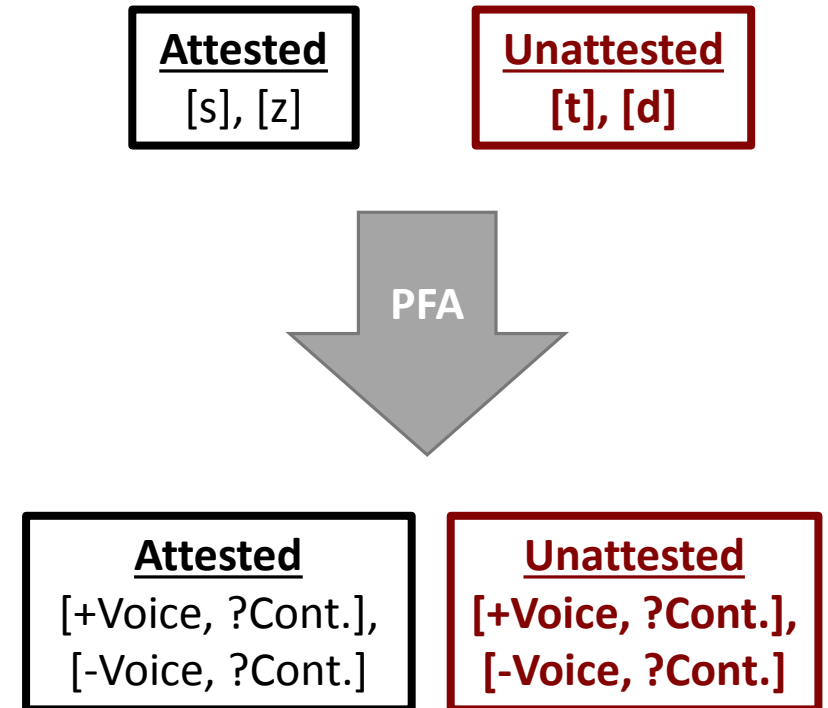 Attested
[s], [z]
Unattested
[t], [d]
PFA
Attested
[+Voice, ?Cont.],
[-Voice, ?Cont.]
Unattested
[+Voice, ?Cont.],
[-Voice, ?Cont.]